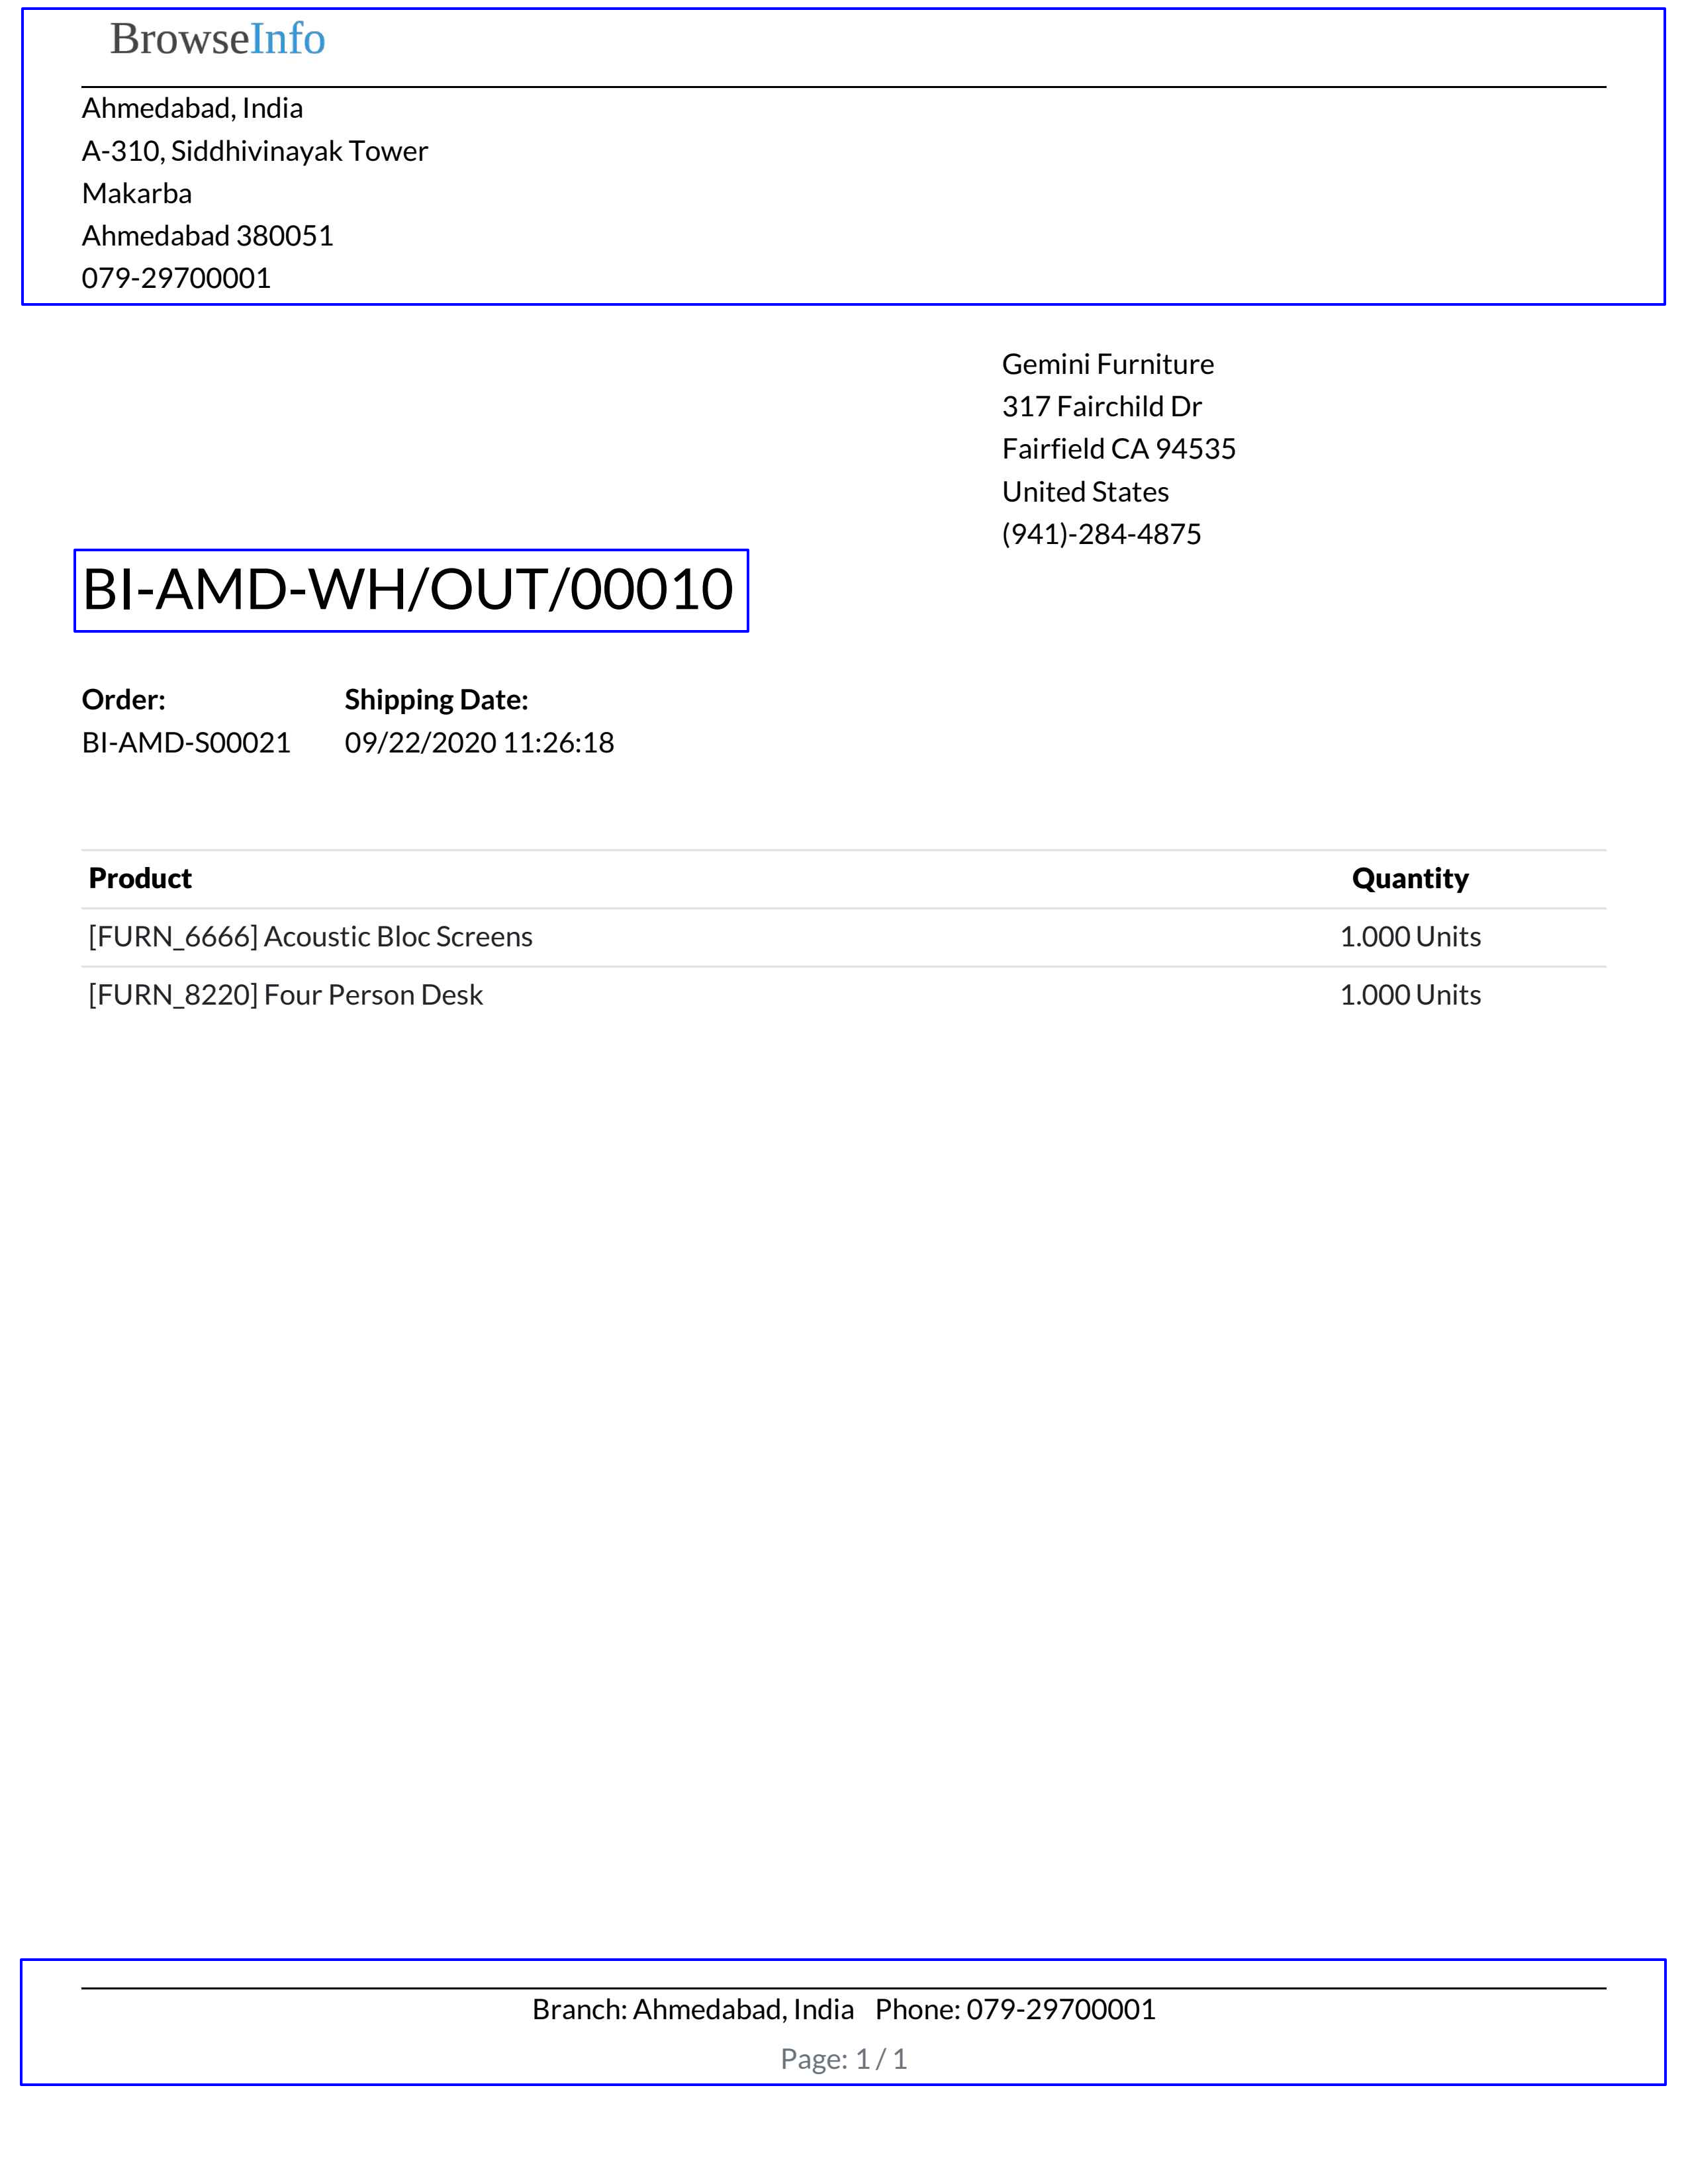 BrowseInfo
Ahmedabad, India
A-310, Siddhivinayak Tower
Makarba
Ahmedabad 380051
079-29700001
Gemini Furniture
317 Fairchild Dr
Fairfield CA 94535
United States
(941)-284-4875
BI-AMD-WH/OUT/00010
Order: Shipping Date:
BI-AMD-S00021 09/22/2020 11:26:18
Product Quantity
[FURN_6666] Acoustic Bloc Screens 1.000 Units
[FURN_8220] Four Person Desk 1.000 Units
Branch: Ahmedabad, India Phone: 079-29700001
Page: 1 / 1